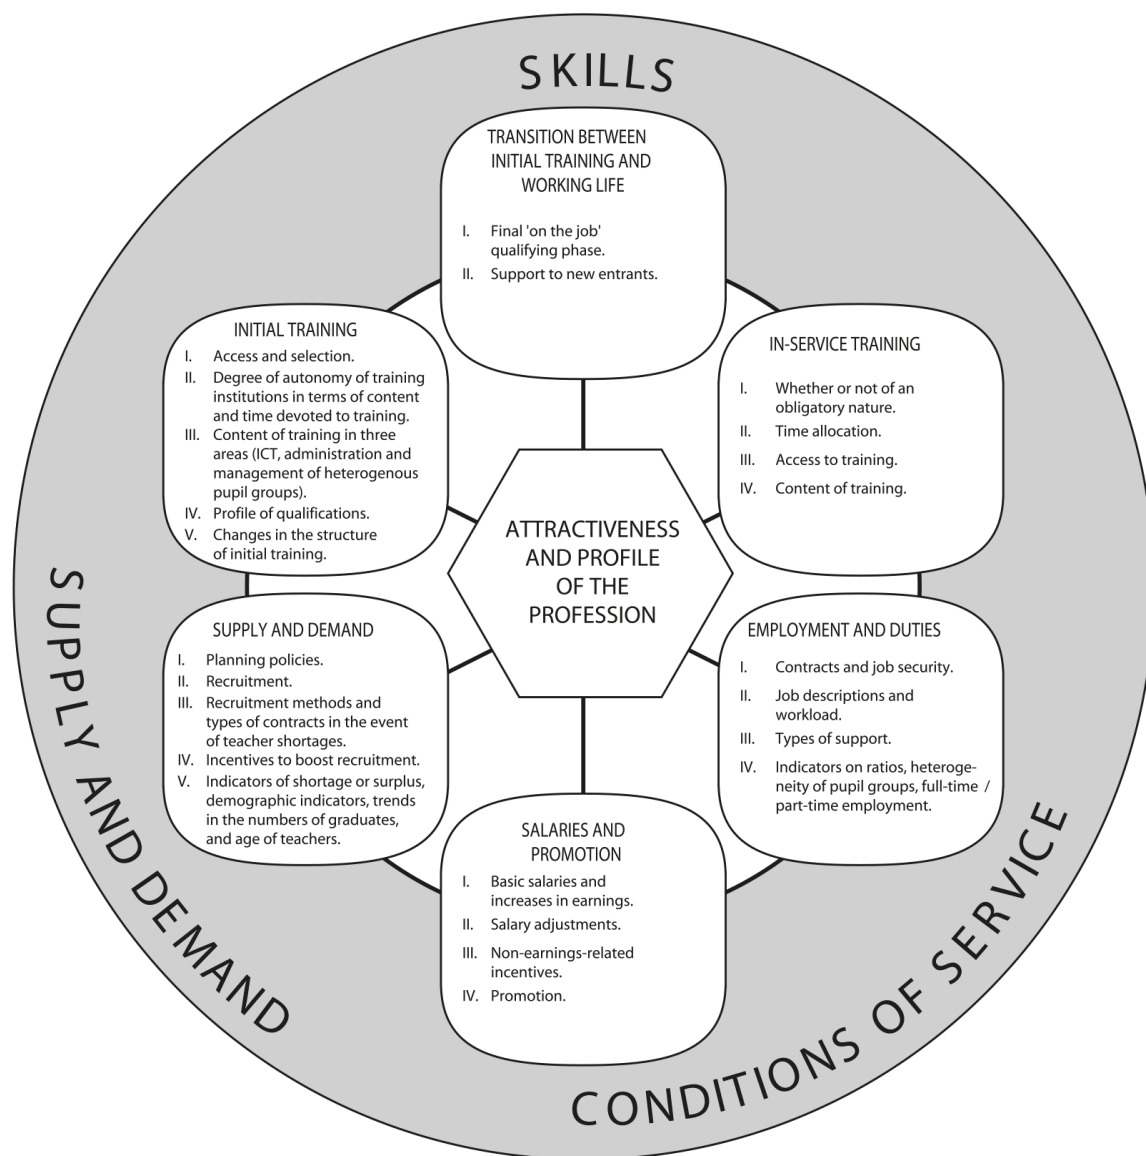 SKILLS
TRANSITION BETWEEN
INITIAL TRAINING AND
WORKING LIFE
I. Final 'on the job'
qualifying phase.
II. Support to new entrants.
INITIAL TRAINING
I. Access and selection.
II. Degree of autonomy of training
institutions in terms of content
and time devoted to training.
III. Content of training in three
areas (ICT, administration and
management of heterogenous
pupil groups).
IV. Profile of qualifications.
V. Changes in the structure
of initial training.
IN-SERVICE TRAINING
I. Whether or not of an
obligatory nature.
II. Time allocation.
III. Access to training.
IV. Content of training.
ATTRACTIVENESS
AND PROFILE
OF THE
PROFESSION
SUPPLY AND DEMAND
I. Planning policies.
II. Recruitment.
III. Recruitment methods and
types of contracts in the event
of teacher shortages.
IV. Incentives to boost recruitment.
V. Indicators of shortage or surplus,
demographic indicators, trends
in the numbers of graduates,
and age of teachers.
EMPLOYMENT AND DUTIES
I. Contracts and job security.
II. Job descriptions and
workload.
III. Types of support.
IV. Indicators on ratios, heteroge-
neity of pupil groups, full-time /
part-time employment.
SALARIES AND
PROMOTION
I. Basic salaries and
increases in earnings.
II. Salary adjustments.
III. Non-earnings-related
incentives.
IV. Promotion.
SUPPLY AND DEMAND
CONDITIONS OF SERVICE